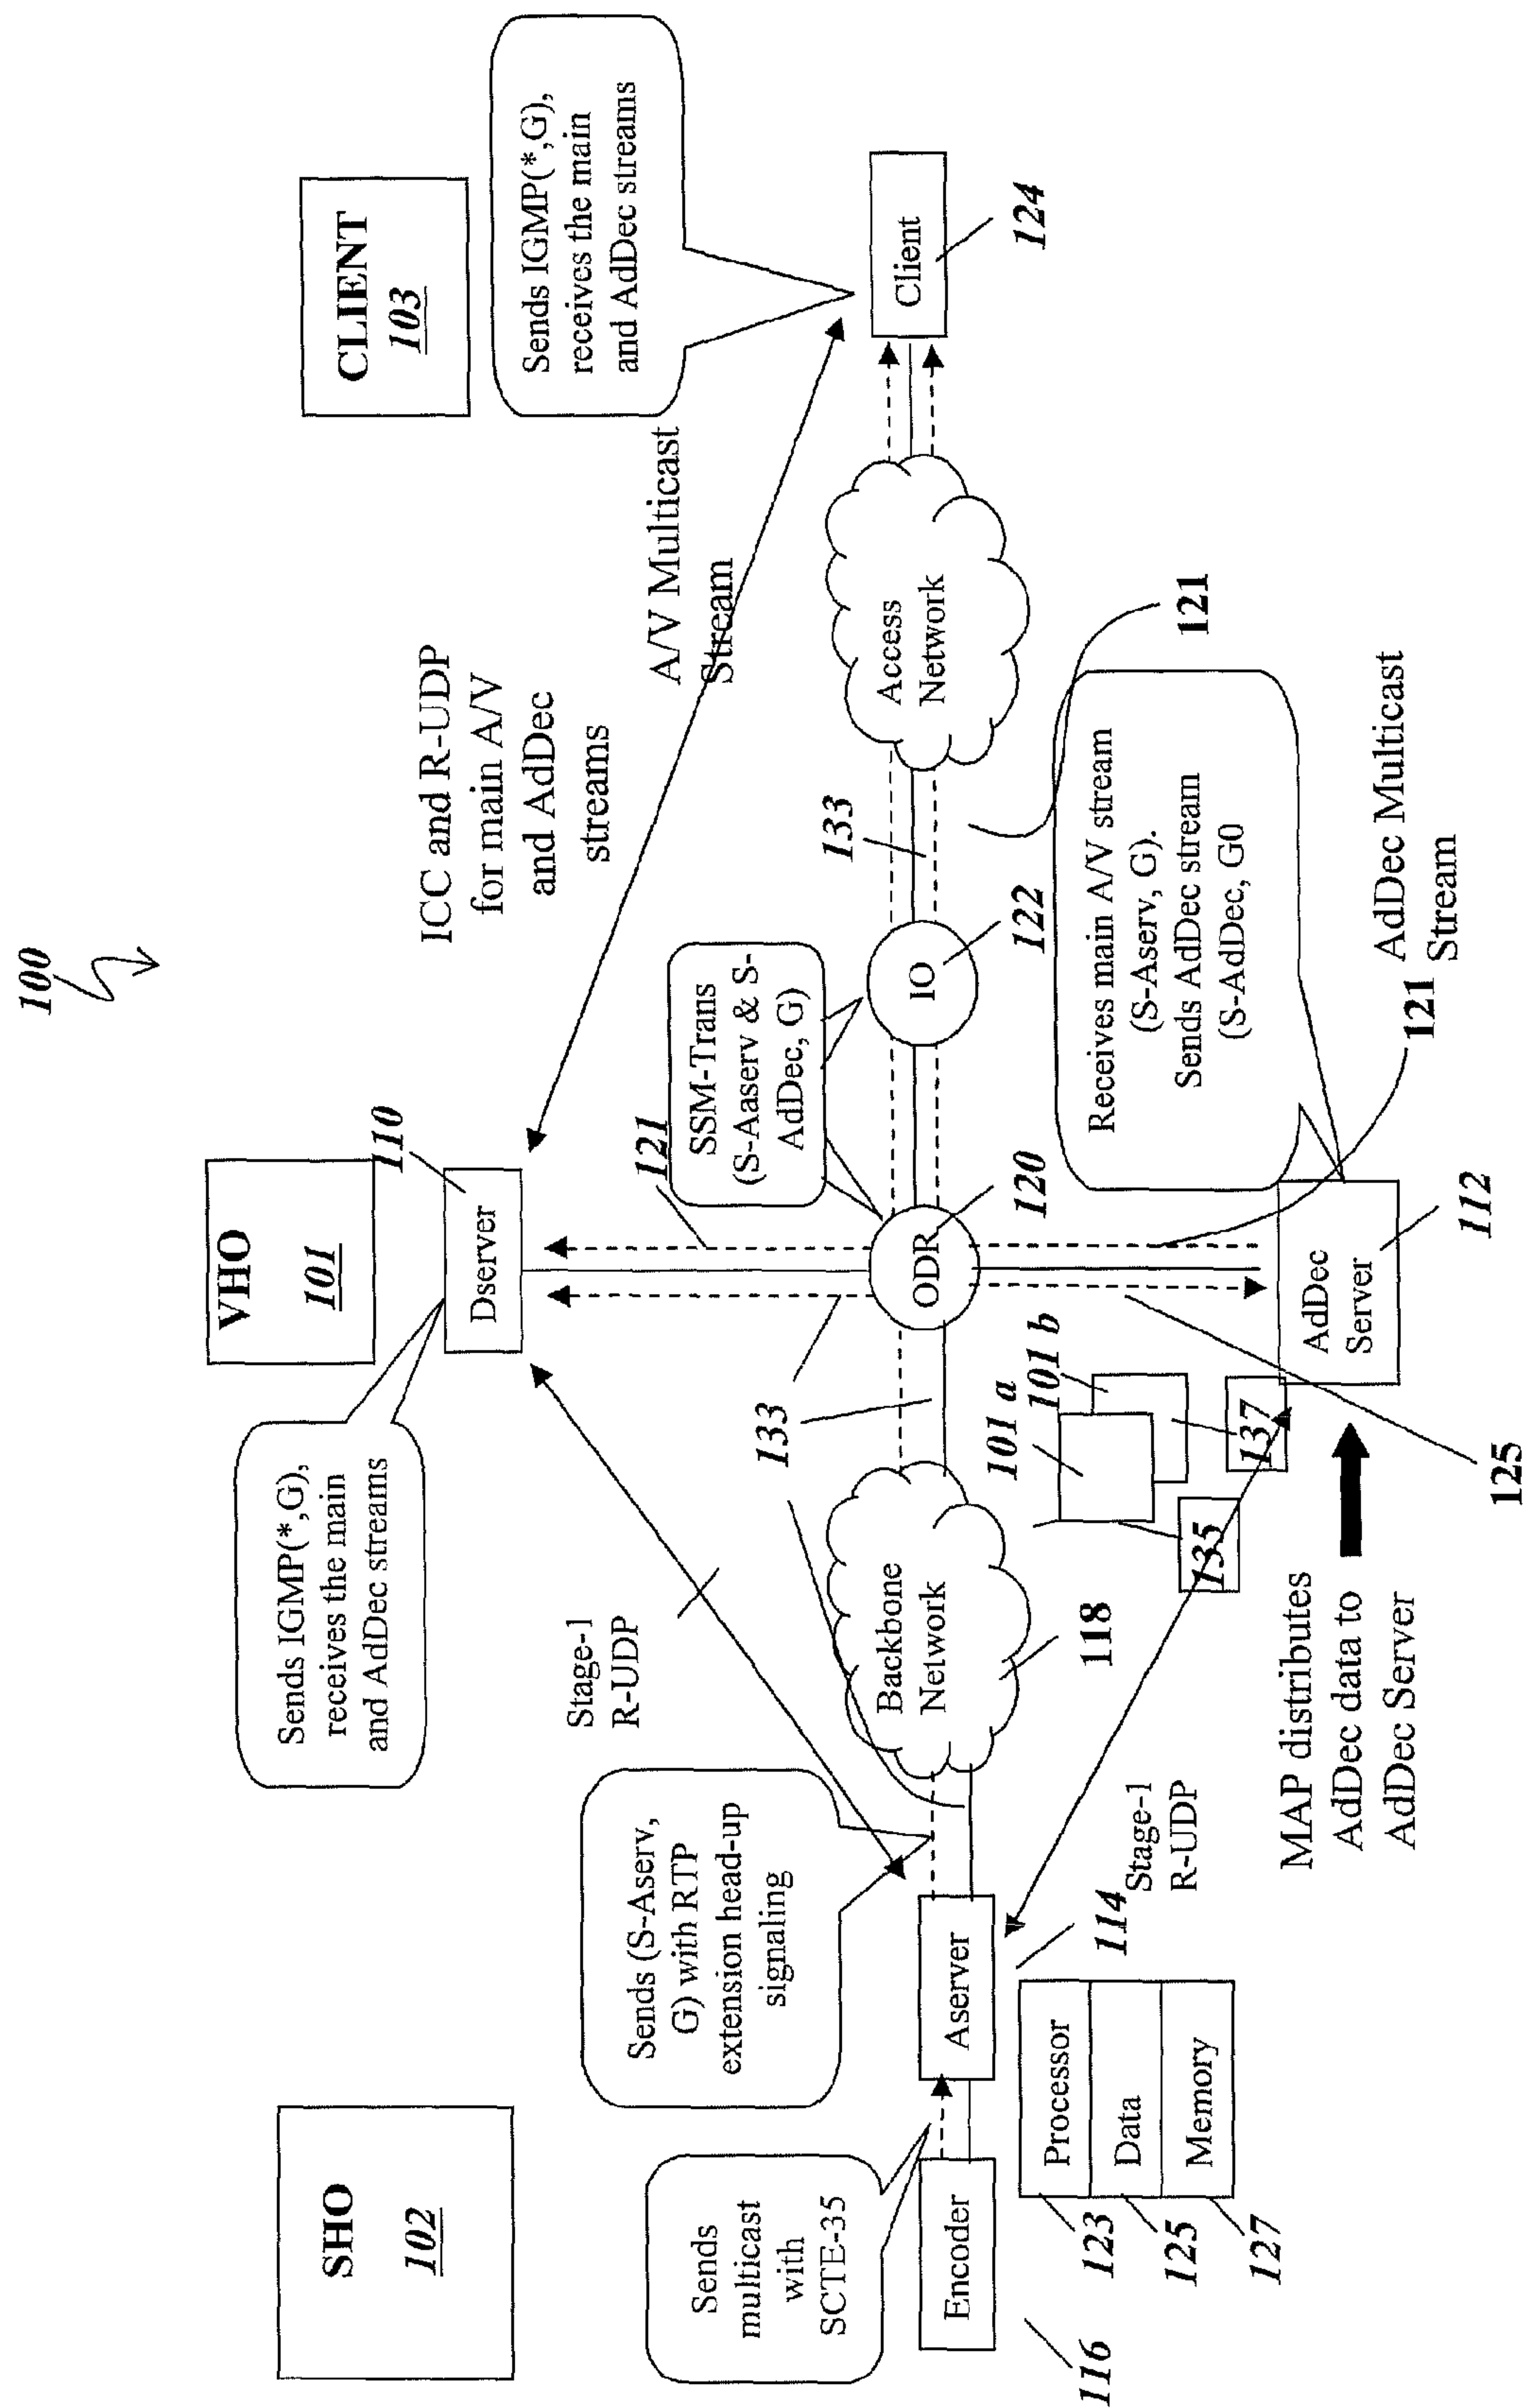 100
SHO
102
VHO
101
CLIENT
103
Sends IGMP(*,G),
receives the main
and AdDec streams
Sends IGMP(*,G),
receives the main
and AdDec streams
110
Dserver
ICC and R-UDP
for main A/V
and AdDec
streams
A/V Multicast
Stream
Stage-1
R-UDP
121
SSM-Trans
(S-Aaserv & S-
AdDec, G)
133
133
Sends (S-Aserv,
G) with RTP
extension head-up
signaling
Sends
multicast
with
SCTE-35
Encoder
116
Aserver
114
Backbone
Network
118
ODR
120
IO
122
Access
Network
Client
124
121
Processor
Data
Memory
123
125
127
Stage-1
R-UDP
101 a
101 b
135
137
AdDec
Server
112
Receives main A/V stream
(S-Aserv, G).
Sends AdDec stream
(S-AdDec, G0
MAP distributes
AdDec data to
AdDec Server
125
121
AdDec Multicast
Stream